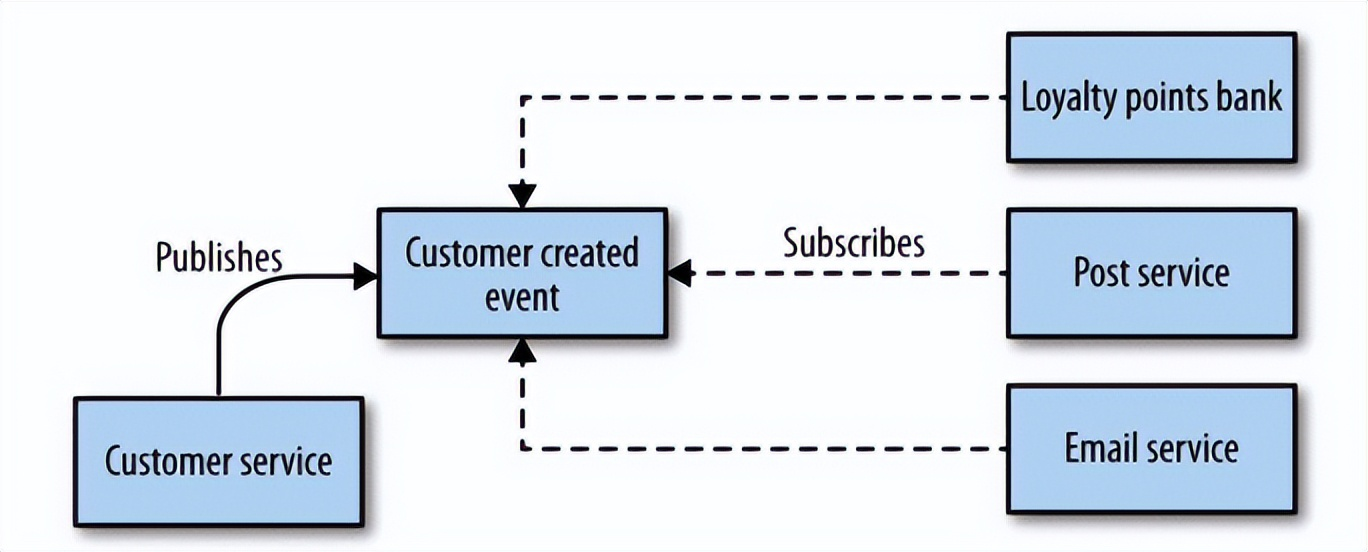 Loyalty points bank
Publishes
Customer created
event
Subscribes
Post service
Customer service
Email service